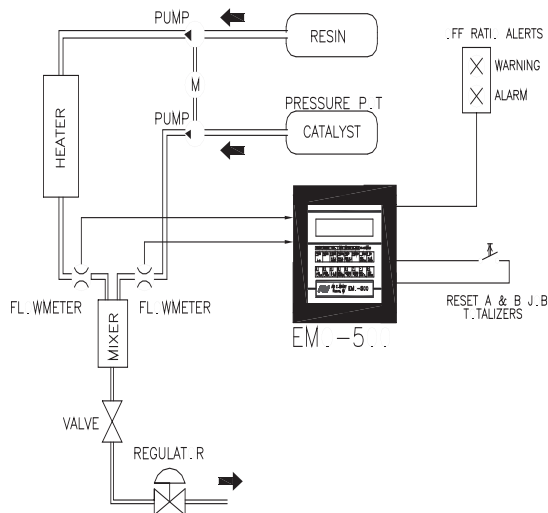 PUMP
RESIN
.FF RATI. ALERTS
WARNING
ALARM
M
HEATER
PUMP
PRESSURE P.T
CATALYST
FL.WMETER
FL.WMETER
MIXER
EM.-5..
RESET A & B J.B
T.TALIZERS
VALVE
REGULAT.R